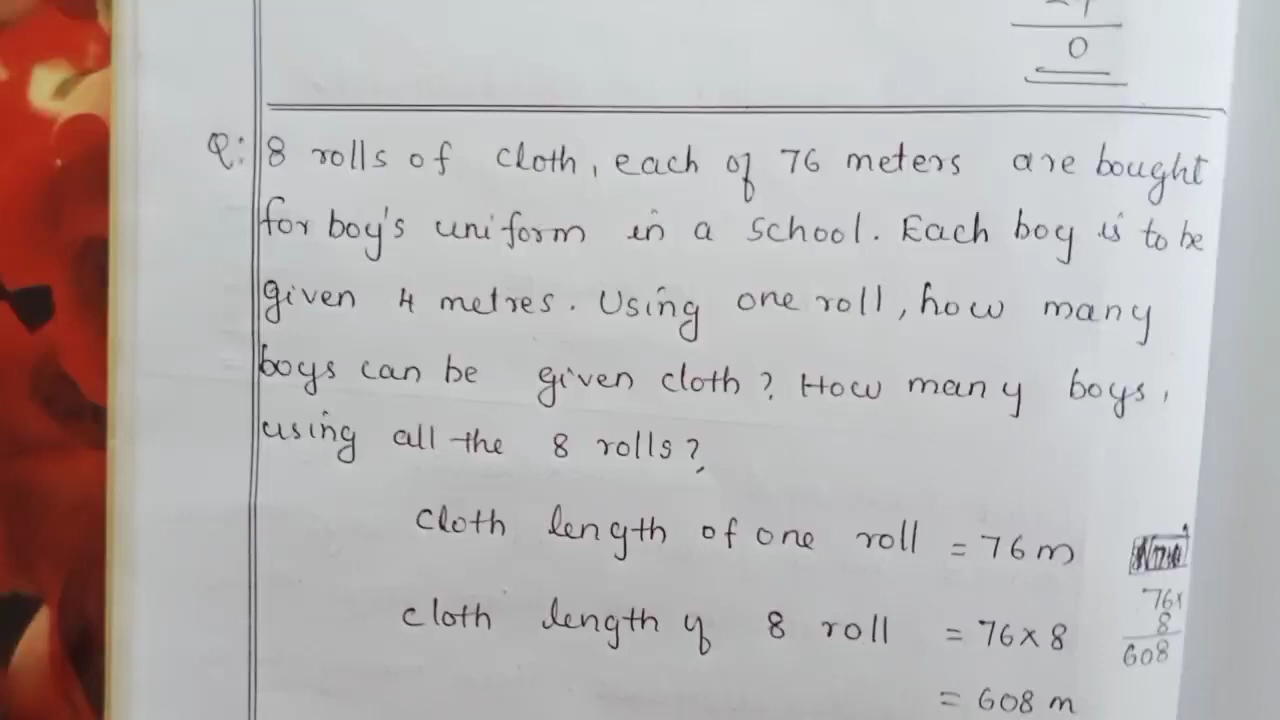 0
Q: 8 rolls of cloth, each of 76 meters are bought
for boy's uniform in a school. Each boy is to be
given 4 metres. Using one roll, how many
boys can be given cloth? How many boys,
using all the 8 rolls?
cloth length of one roll = 76 m
cloth length of 8 roll = 76 x 8
76 x
8
608
= 608 m